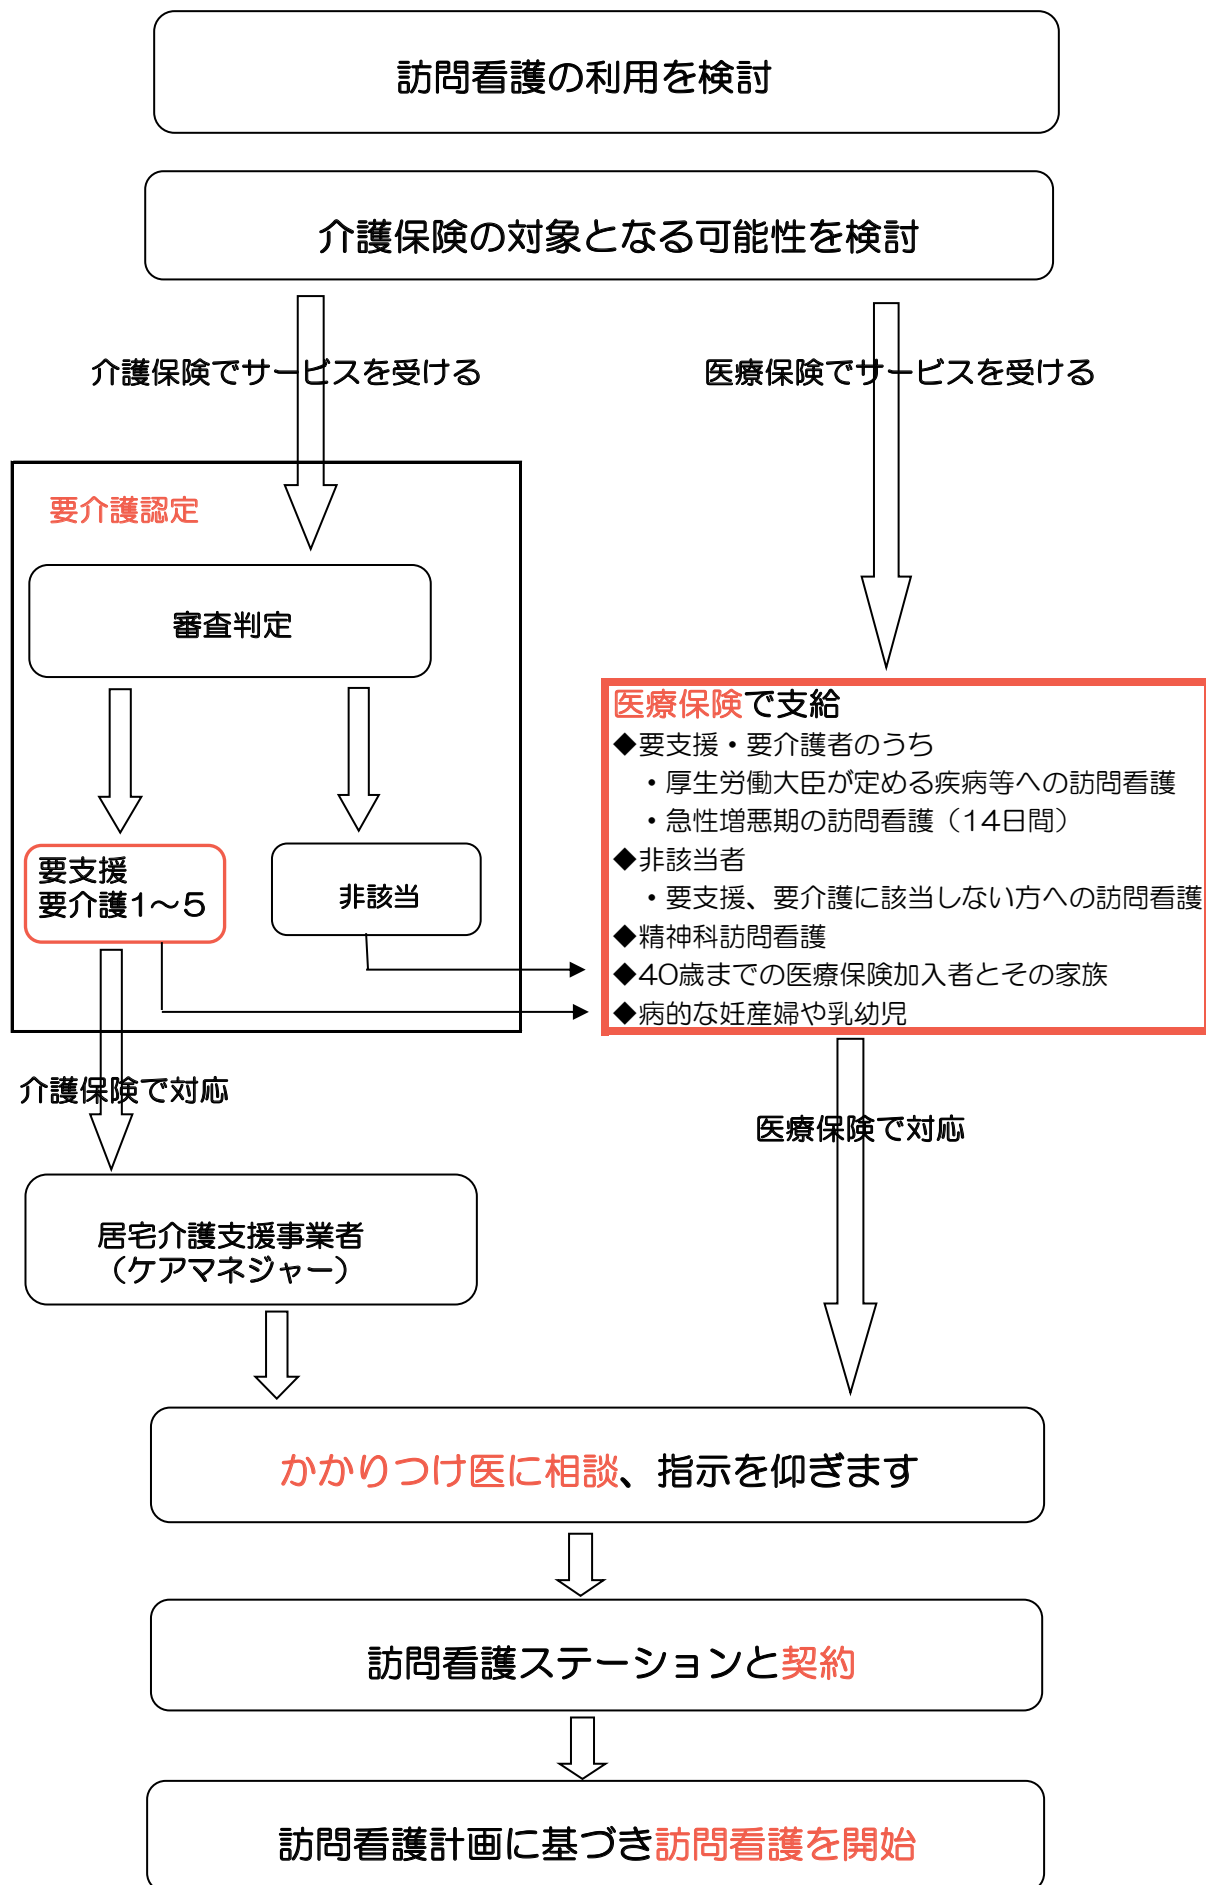 訪問看護の利用を検討
介護保険の対象となる可能性を検討
介護保険でサービスを受ける
医療保険でサービスを受ける
要介護認定
審査判定
要支援
要介護1〜5
非該当
医療保険で支給
◆要支援・要介護者のうち
・厚生労働大臣が定める疾病等への訪問看護
・急性増悪期の訪問看護（14日間）
◆非該当者
・要支援、要介護に該当しない方への訪問看護
◆精神科訪問看護
◆40歳までの医療保険加入者とその家族
◆病的な妊産婦や乳幼児
介護保険で対応
医療保険で対応
居宅介護支援事業者
（ケアマネジャー）
かかりつけ医に相談、指示を仰ぎます
訪問看護ステーションと契約
訪問看護計画に基づき訪問看護を開始